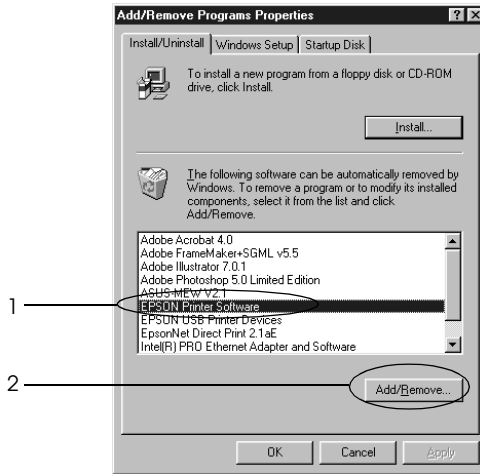 Add/Remove Programs Properties
Install/Uninstall Windows Setup Startup Disk
To install a new program from a floppy disk or CD-ROM
drive, click Install.
Install...
The following software can be automatically removed by
Windows. To remove a program or to modify its installed
components, select it from the list and click
Add/Remove.
Adobe Acrobat 4.0
Adobe FrameMaker+SGML v5.5
Adobe Illustrator 7.0.1
Adobe Photoshop 5.0 Limited Edition
ASUS-MEW V2.1
1
EPSON Printer Software
EPSON USB Printer Devices
EpsonNet Direct Print 2.1aE
Intel(R) PRO Ethernet Adapter and Software
2
Add/Remove...
OK Cancel Apply